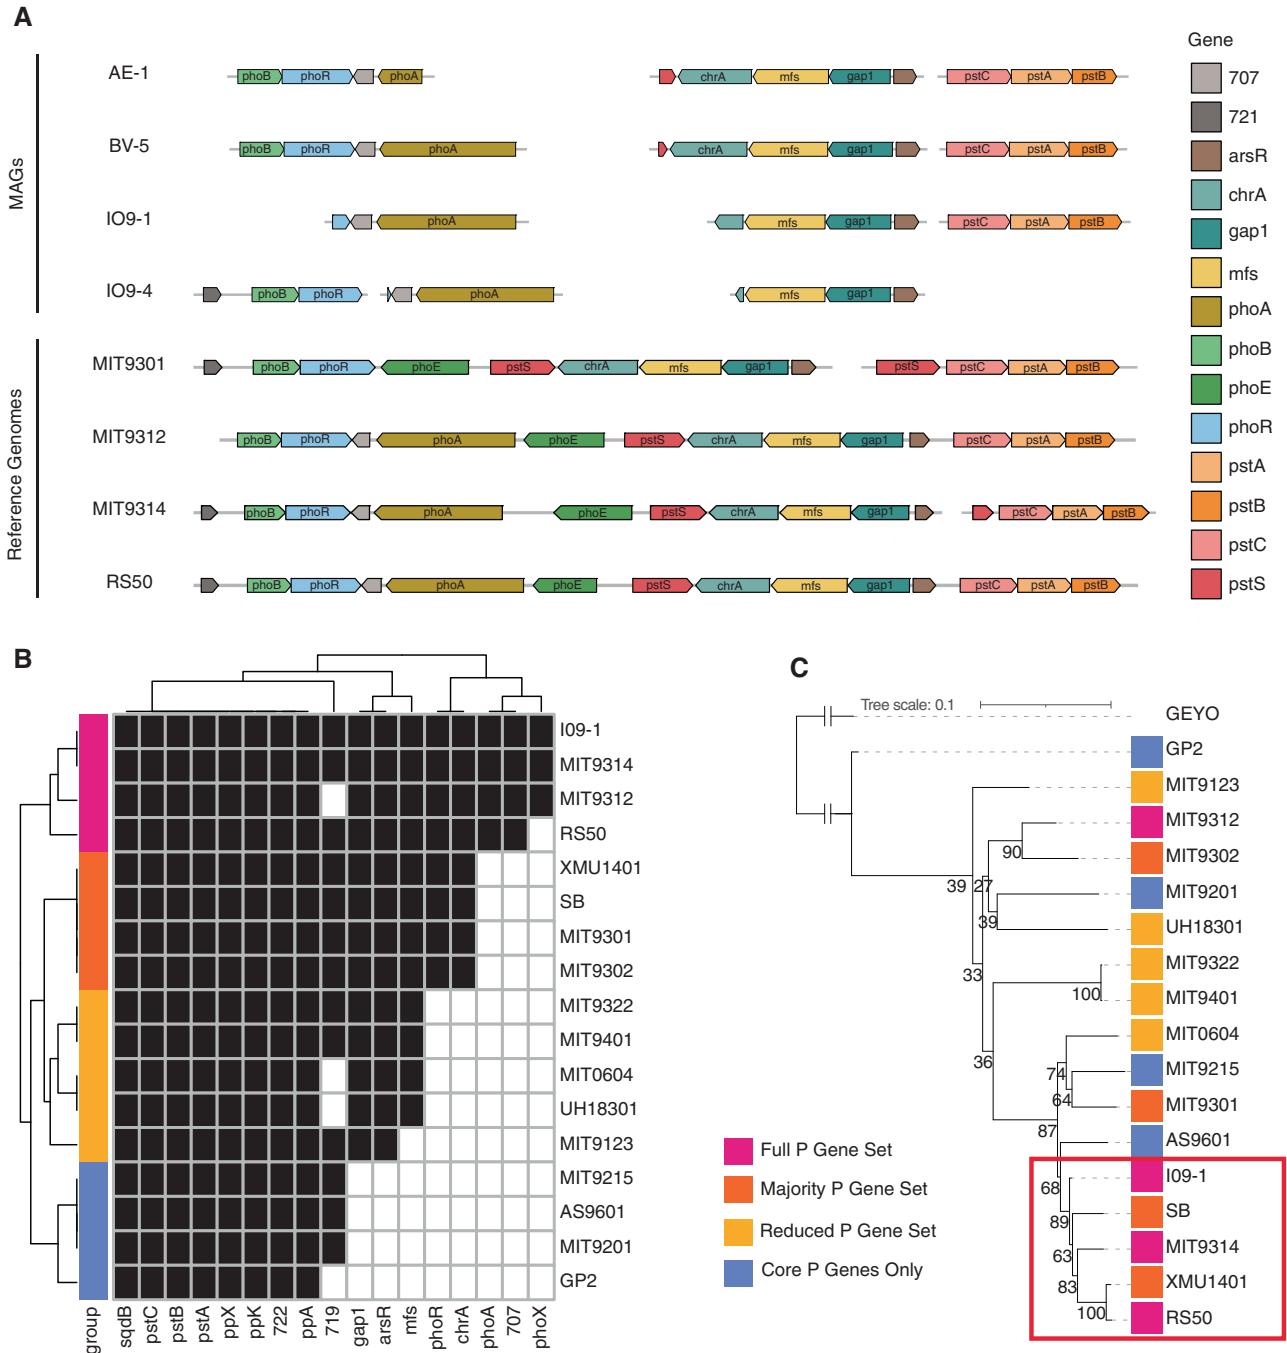 A
Gene
MAGs
AE-1
phoB phoR phoA chrA mfs gap1 pstC pstA pstB
BV-5
phoB phoR phoA chrA mfs gap1 pstC pstA pstB
IO9-1
phoA mfs gap1 pstC pstA pstB
IO9-4
phoB phoR phoA mfs gap1
Reference Genomes
MIT9301
phoB phoR phoE pstS chrA mfs gap1 pstS pstC pstA pstB
MIT9312
phoB phoR phoA phoE pstS chrA mfs gap1 pstC pstA pstB
MIT9314
phoB phoR phoA phoE pstS chrA mfs gap1 pstC pstA pstB
RS50
phoB phoR phoA phoE pstS chrA mfs gap1 pstC pstA pstB
707
721
arsR
chrA
gap1
mfs
phoA
phoB
phoE
phoR
pstA
pstB
pstC
pstS
B
I09-1
MIT9314
MIT9312
RS50
XMU1401
SB
MIT9301
MIT9302
MIT9322
MIT9401
MIT0604
UH18301
MIT9123
MIT9215
AS9601
MIT9201
GP2
group sqdB pstC pstB pstA ppX ppK 722 ppA 719 gap1 arsR mfs phoR chrA phoA 707 phoX
Full P Gene Set
Majority P Gene Set
Reduced P Gene Set
Core P Genes Only
C
Tree scale: 0.1
GEYO
GP2
MIT9123
MIT9312
90
MIT9302
39 27
MIT9201
39
UH18301
MIT9322
33
100
MIT9401
MIT0604
36
74
MIT9215
64
MIT9301
87
AS9601
I09-1
68
SB
89
MIT9314
63
XMU1401
83
100
RS50